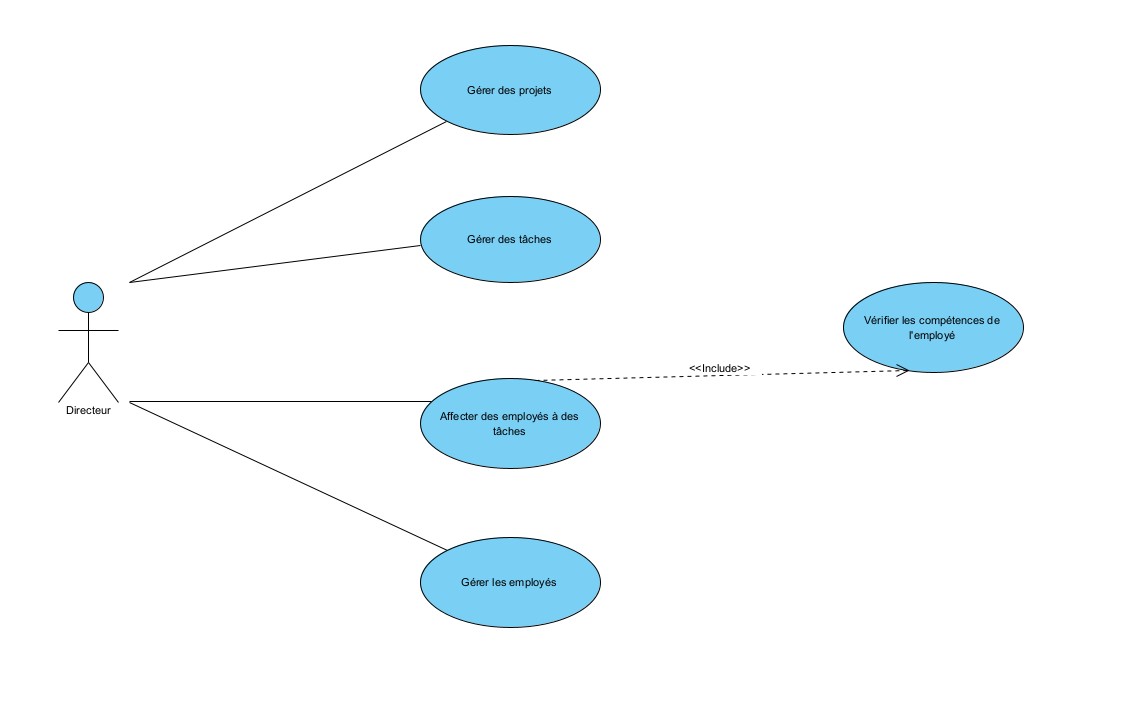 Gérer des projets
Gérer des tâches
Vérifier les compétences de
l'employé
<<Include>>
Directeur
Affecter des employés à des
tâches
Gérer les employés